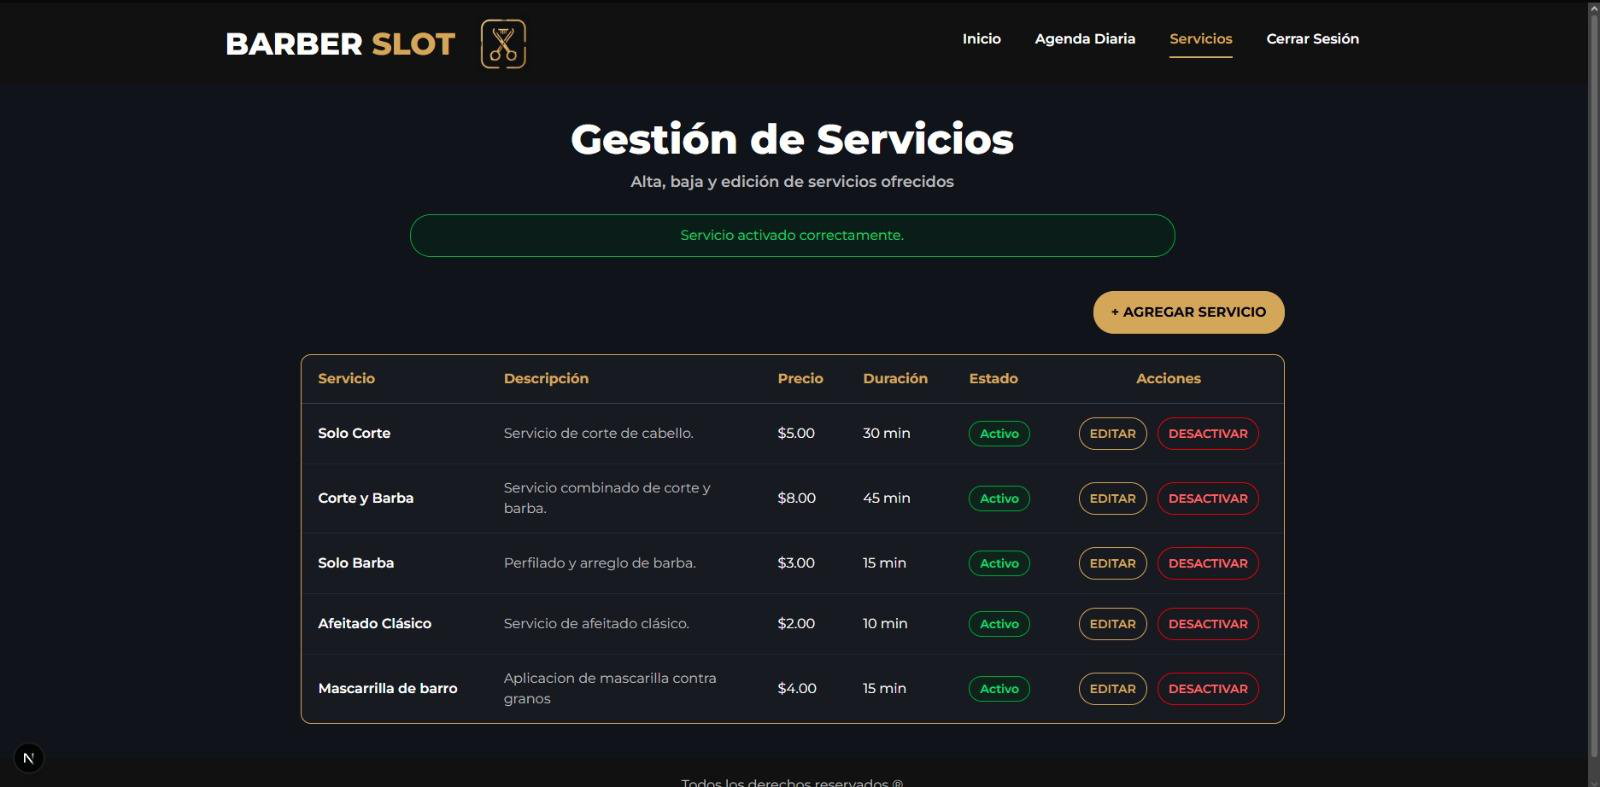 BARBER SLOT
Inicio Agenda Diaria Servicios Cerrar Sesión
Gestión de Servicios
Alta, baja y edición de servicios ofrecidos
Servicio activado correctamente.
+ AGREGAR SERVICIO
Servicio Descripción Precio Duración Estado Acciones
Solo Corte Servicio de corte de cabello. $5.00 30 min Activo EDITAR DESACTIVAR
Corte y Barba Servicio combinado de corte y barba. $8.00 45 min Activo EDITAR DESACTIVAR
Solo Barba Perfilado y arreglo de barba. $3.00 15 min Activo EDITAR DESACTIVAR
Afeitado Clásico Servicio de afeitado clásico. $2.00 10 min Activo EDITAR DESACTIVAR
Mascarrilla de barro Aplicacion de mascarilla contra granos $4.00 15 min Activo EDITAR DESACTIVAR
N
Todos los derechos reservados ®